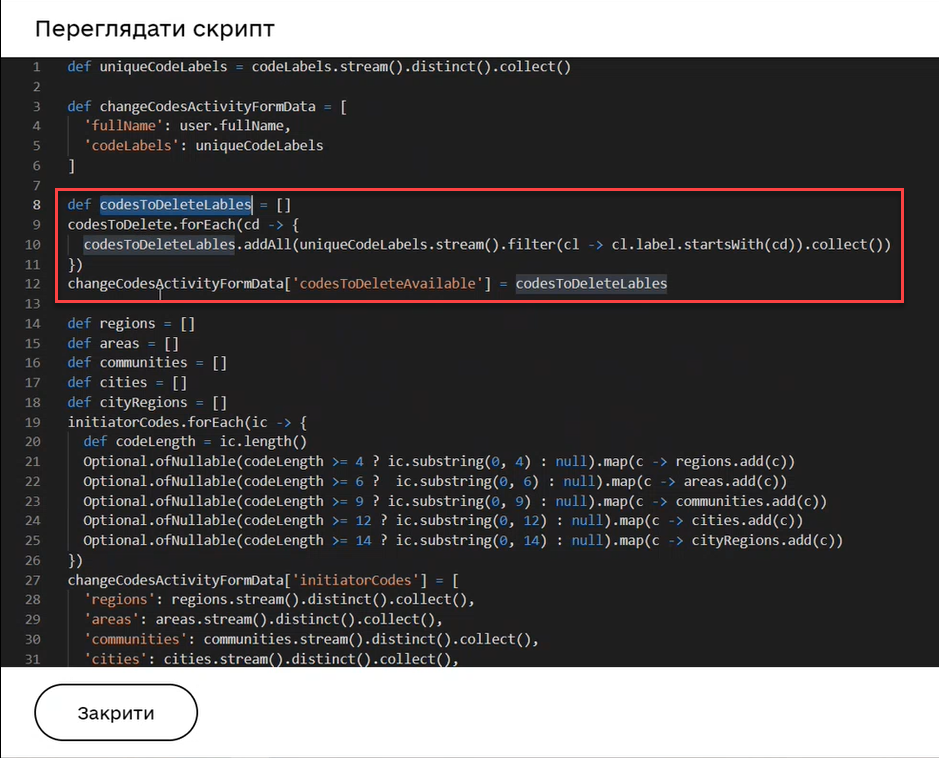 Переглядати скрипт
1 def uniqueCodeLabels = codeLabels.stream().distinct().collect()
2
3 def changeCodesActivityFormData = [
4 'fullName': user.fullName,
5 'codeLabels': uniqueCodeLabels
6 ]
7
8 def codesToDeleteLables = []
9 codesToDelete.forEach(cd -> {
10 codesToDeleteLables.addAll(uniqueCodeLabels.stream().filter(cl -> cl.label.startsWith(cd)).collect())
11 })
12 changeCodesActivityFormData['codesToDeleteAvailable'] = codesToDeleteLables
13
14 def regions = []
15 def areas = []
16 def communities = []
17 def cities = []
18 def cityRegions = []
19 initiatorCodes.forEach(ic -> {
20 def codeLength = ic.length()
21 Optional.ofNullable(codeLength >= 4 ? ic.substring(0, 4) : null).map(c -> regions.add(c))
22 Optional.ofNullable(codeLength >= 6 ?  ic.substring(0, 6) : null).map(c -> areas.add(c))
23 Optional.ofNullable(codeLength >= 9 ? ic.substring(0, 9) : null).map(c -> communities.add(c))
24 Optional.ofNullable(codeLength >= 12 ? ic.substring(0, 12) : null).map(c -> cities.add(c))
25 Optional.ofNullable(codeLength >= 14 ? ic.substring(0, 14) : null).map(c -> cityRegions.add(c))
26 })
27 changeCodesActivityFormData['initiatorCodes'] = [
28 'regions': regions.stream().distinct().collect(),
29 'areas': areas.stream().distinct().collect(),
30 'communities': communities.stream().distinct().collect(),
31 'cities': cities.stream().distinct().collect(),
Закрити